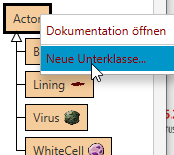 Actor
Dokumentation öffnen
B
Neue Unterklasse...
Lining
Virus
WhiteCell